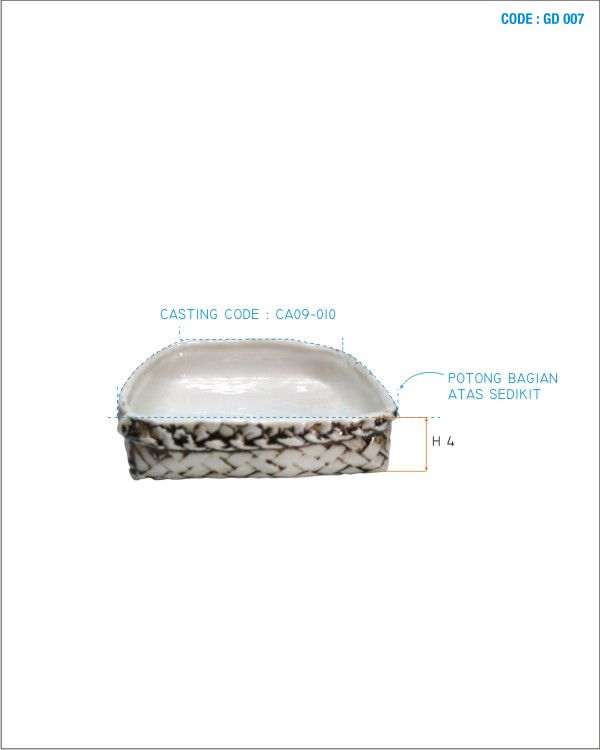 CODE : GD 007
CASTING CODE : CA09-010
POTONG BAGIAN
ATAS SEDIKIT
H 4